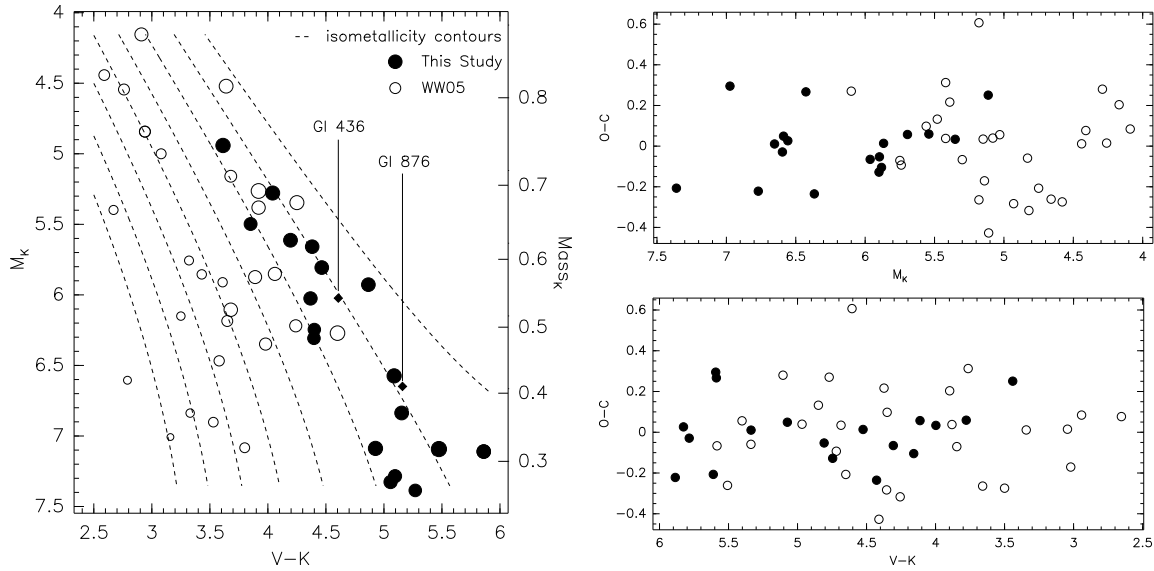 4
4.5
5
5.5
6
6.5
7
7.5
M_K
2.5 3 3.5 4 4.5 5 5.5 6
V−K
0.8
0.7
0.6
0.5
0.4
0.3
Mass_K
isometallicity contours
This Study
WW05
Gl 436
Gl 876
0.6
0.4
0.2
0
−0.2
−0.4
O−C
7.5 7 6.5 6 5.5 5 4.5 4
M_K
0.6
0.4
0.2
0
−0.2
−0.4
O−C
6 5.5 5 4.5 4 3.5 3 2.5
V−K